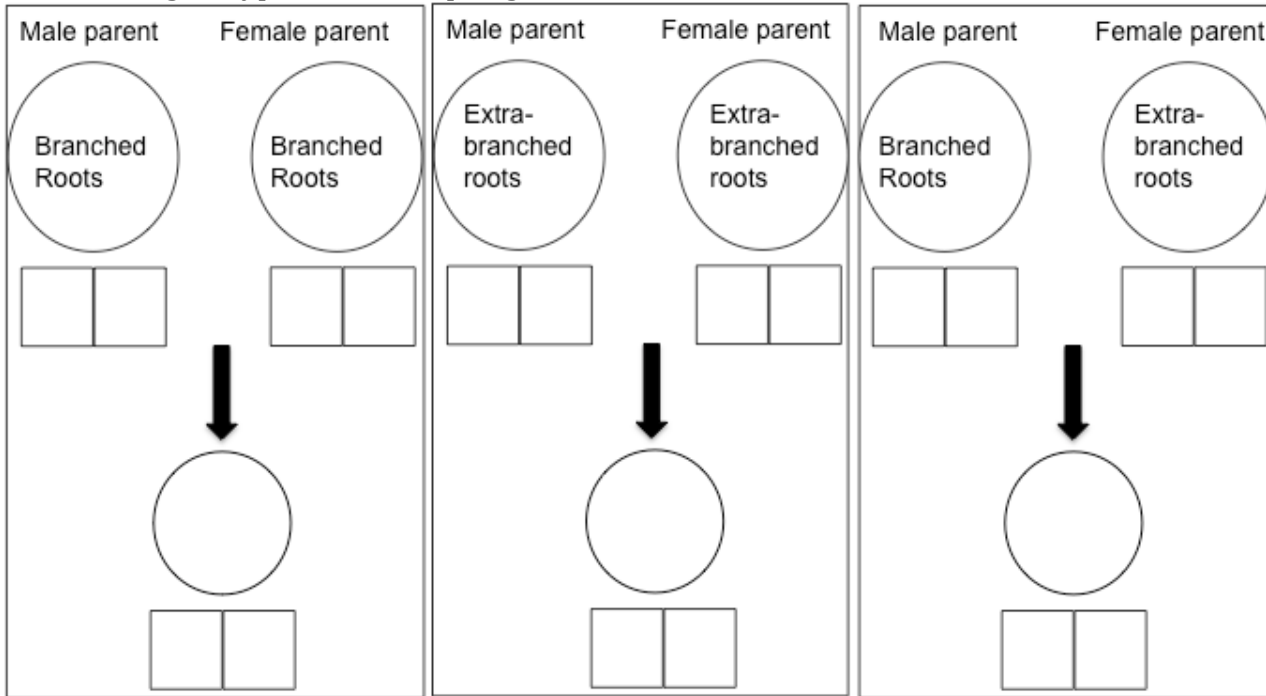 Male parent Female parent
Branched
Roots
Branched
Roots
Male parent Female parent
Extra-
branched
roots
Extra-
branched
roots
Male parent Female parent
Branched
Roots
Extra-
branched
roots